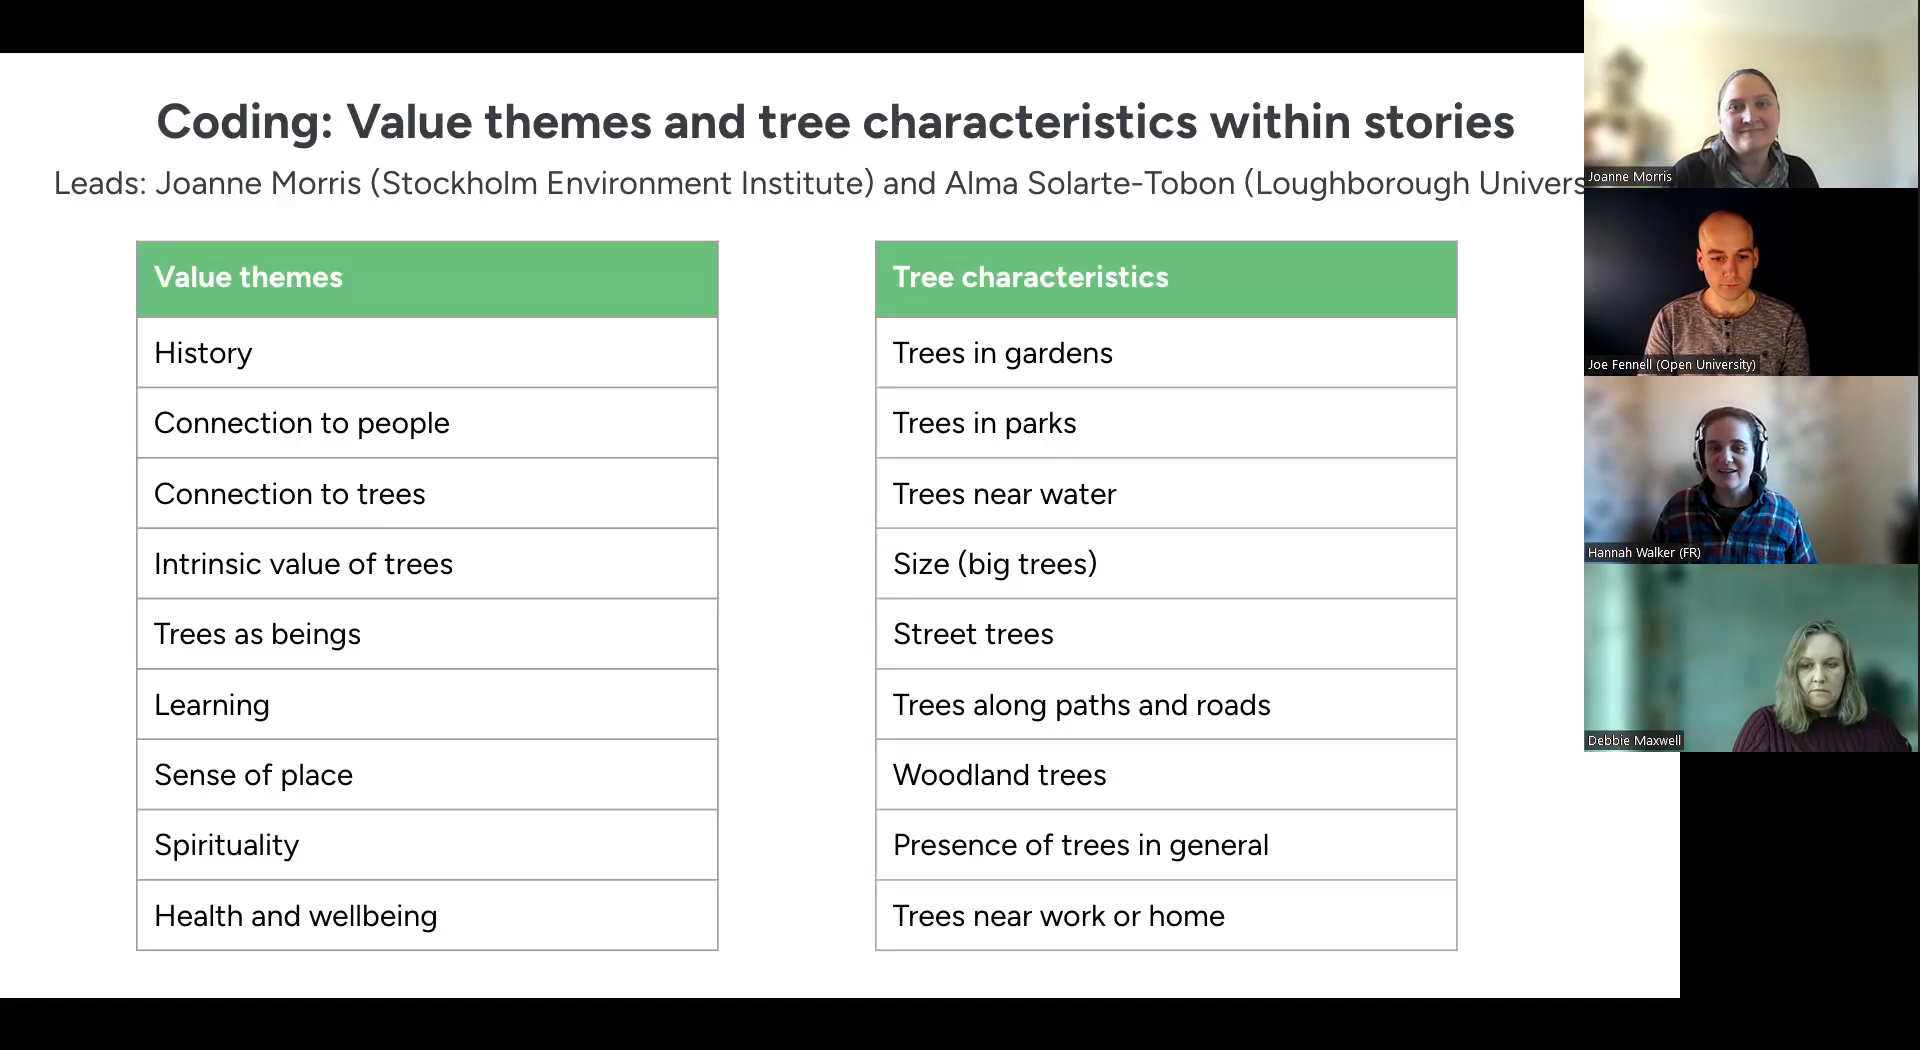 Coding: Value themes and tree characteristics within stories
Leads: Joanne Morris (Stockholm Environment Institute) and Alma Solarte-Tobon (Loughborough Univers
Value themes
History
Connection to people
Connection to trees
Intrinsic value of trees
Trees as beings
Learning
Sense of place
Spirituality
Health and wellbeing
Tree characteristics
Trees in gardens
Trees in parks
Trees near water
Size (big trees)
Street trees
Trees along paths and roads
Woodland trees
Presence of trees in general
Trees near work or home
Joanne Morris
Joe Fennell (Open University)
Hannah Walker (FR)
Debbie Maxwell